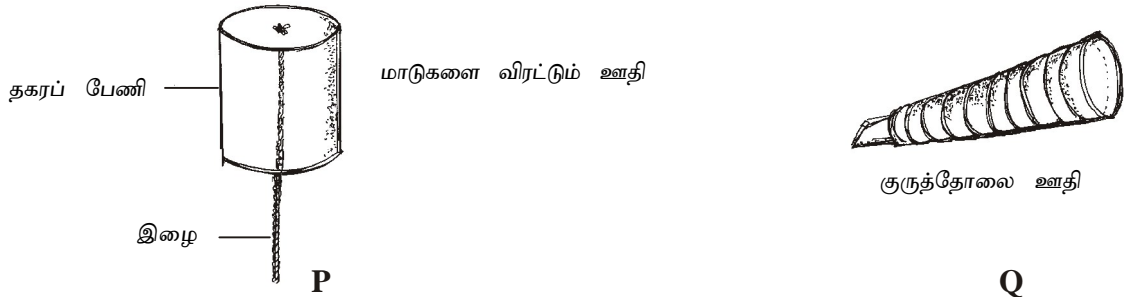 தகரப் பேணி
மாடுகளை விரட்டும் ஊதி
இழை
P
குருத்தோலை ஊதி
Q